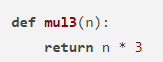 def mul3(n):
    return n * 3